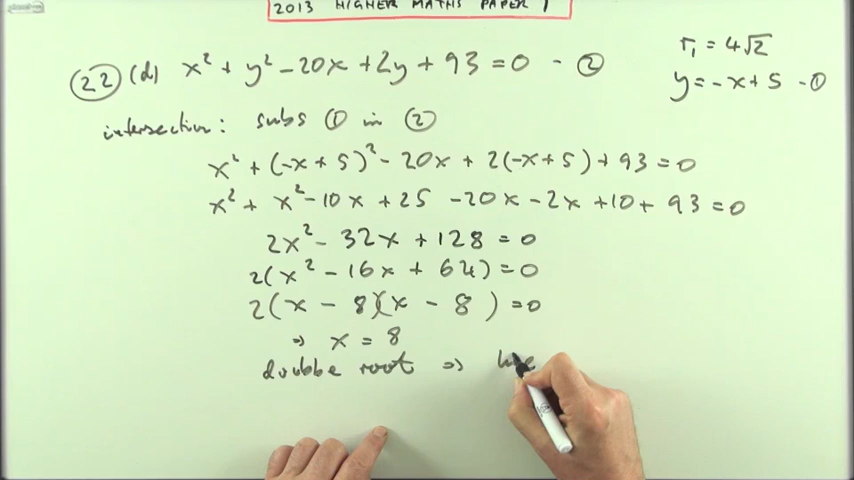 2013 HIGHER MATHS PAPER 1
r₁ = 4√2
22 (d) x² + y² - 20x + 2y + 93 = 0 - ②
y = -x + 5 - ①
intersection: subs ① in ②
x² + (-x + 5)² - 20x + 2(-x + 5) + 93 = 0
x² + x² - 10x + 25 - 20x - 2x + 10 + 93 = 0
2x² - 32x + 128 = 0
2(x² - 16x + 64) = 0
2(x - 8)(x - 8) = 0
⇒ x = 8
doubbe root ⇒